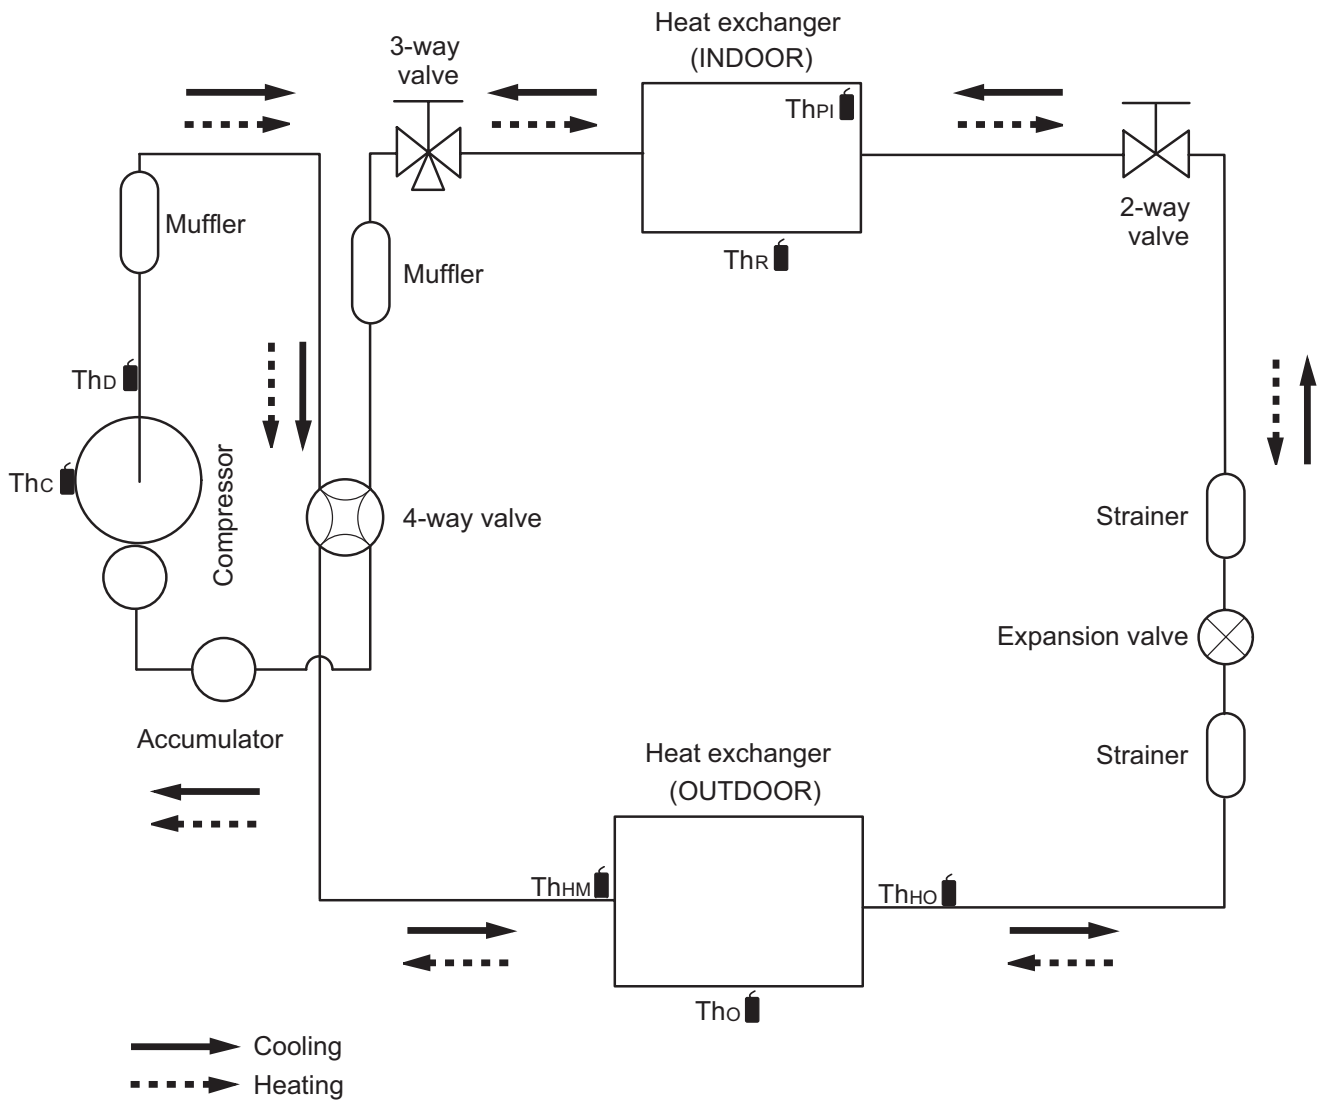 Heat exchanger
(INDOOR)
3-way
valve
ThPI
Muffler
2-way
valve
ThR
Muffler
ThD
ThC
Compressor
4-way valve
Strainer
Expansion valve
Accumulator
Strainer
Heat exchanger
(OUTDOOR)
ThHM
ThHO
ThO
Cooling
Heating